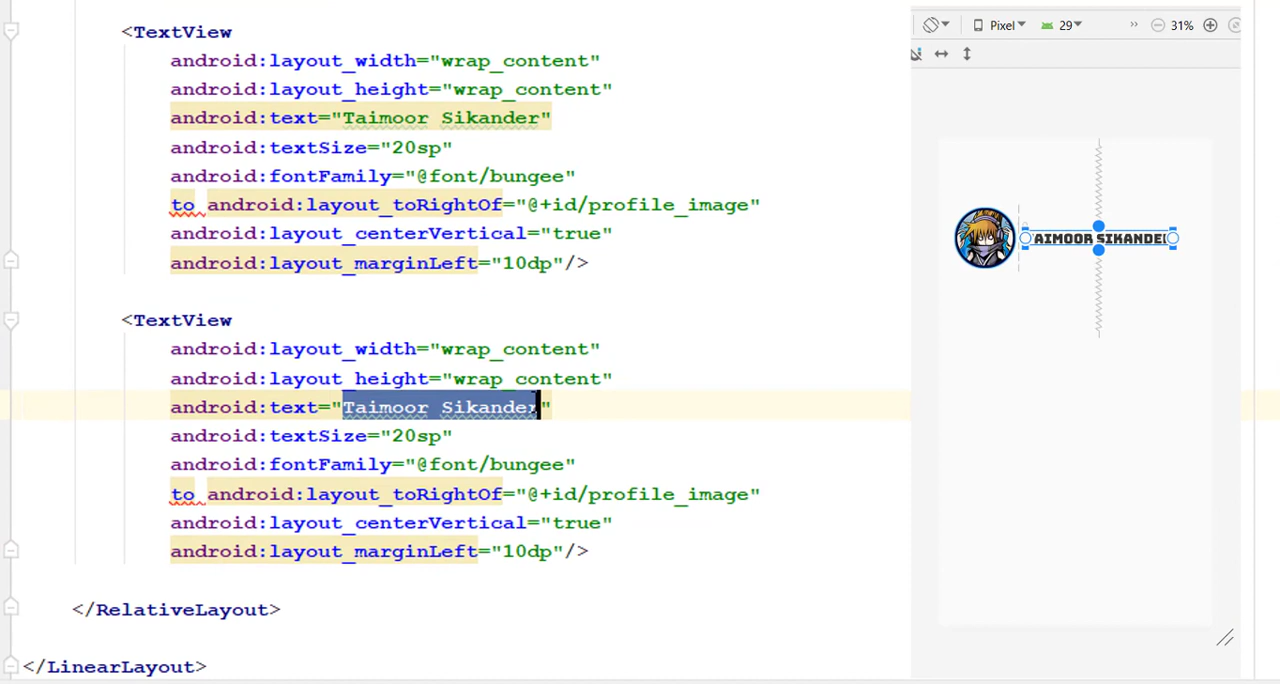 <TextView
android:layout_width="wrap_content"
android:layout_height="wrap_content"
android:text="Taimoor Sikander"
android:textSize="20sp"
android:fontFamily="@font/bungee"
to android:layout_toRightOf="@+id/profile_image"
android:layout_centerVertical="true"
android:layout_marginLeft="10dp"/>
<TextView
android:layout_width="wrap_content"
android:layout_height="wrap_content"
android:text="Taimoor Sikander"
android:textSize="20sp"
android:fontFamily="@font/bungee"
to android:layout_toRightOf="@+id/profile_image"
android:layout_centerVertical="true"
android:layout_marginLeft="10dp"/>
</RelativeLayout>
</LinearLayout>
Pixel 29 » 31%
AIMOOR SIKANDE